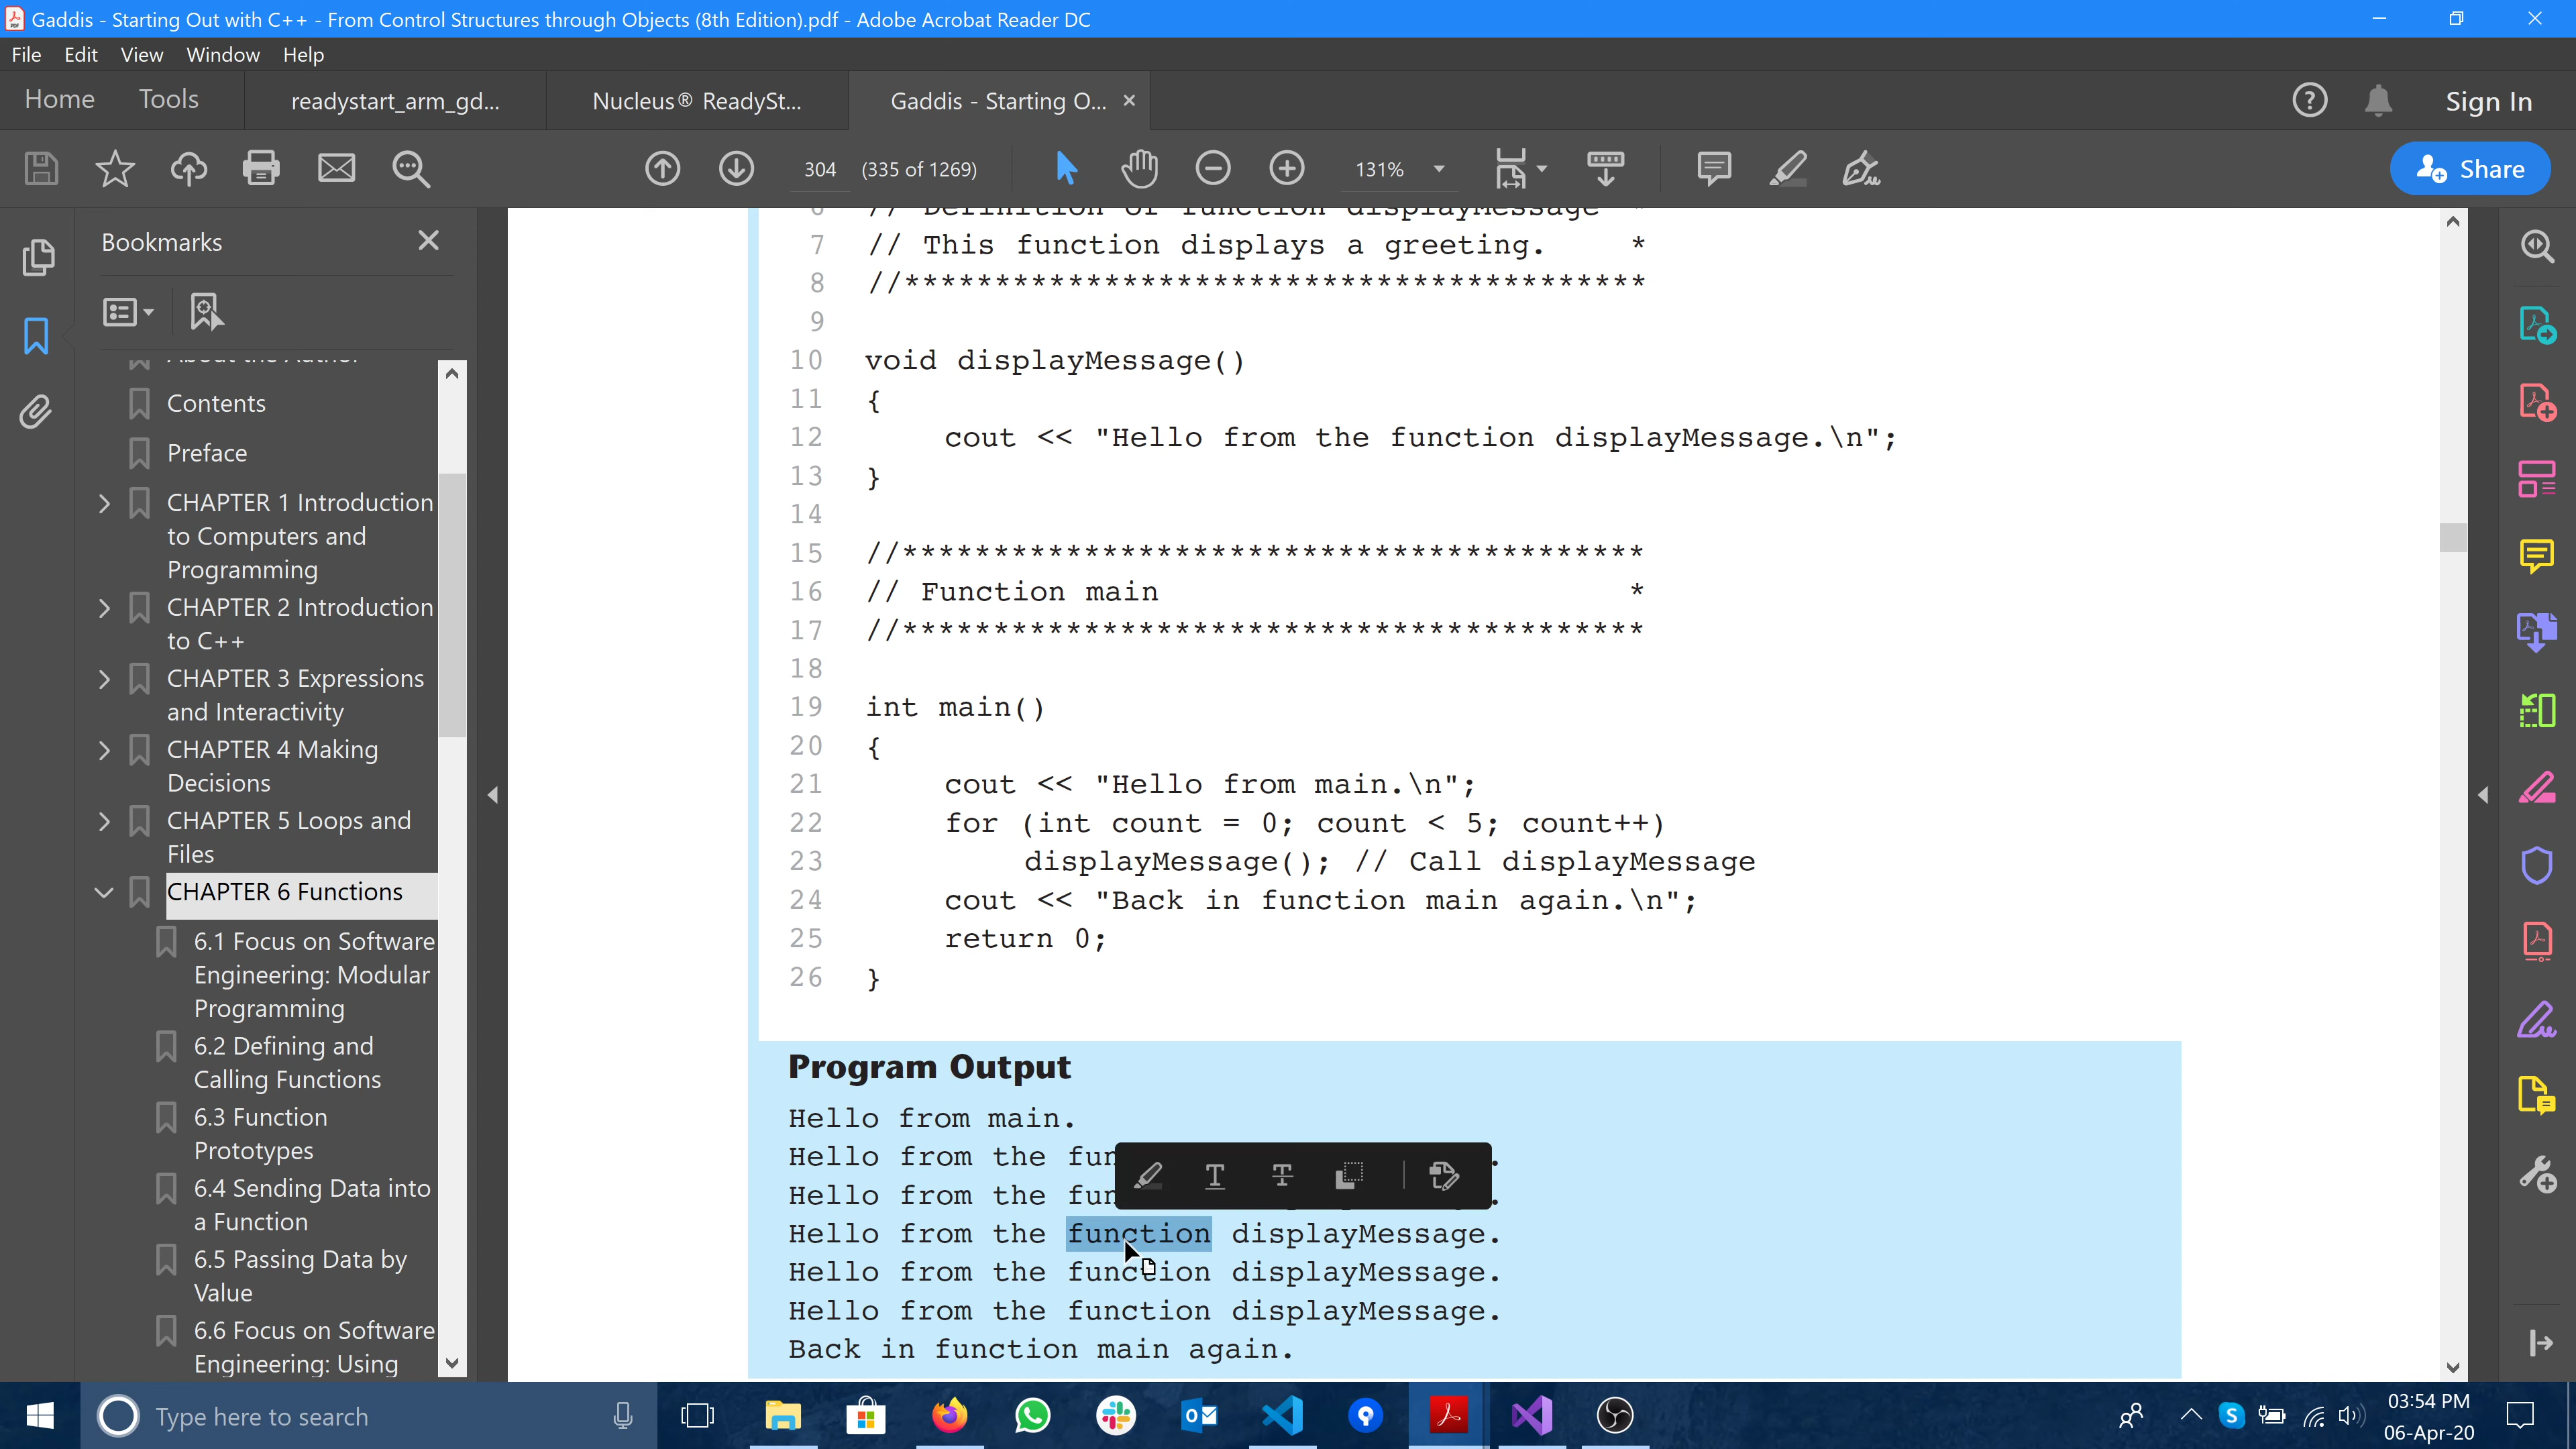 Gaddis - Starting Out with C++ - From Control Structures through Objects (8th Edition).pdf - Adobe Acrobat Reader DC
File Edit View Window Help
Home Tools readystart_arm_gd... Nucleus® ReadySt... Gaddis - Starting O... Sign In
304 (335 of 1269) 131% Share
Bookmarks
About the Author
Contents
Preface
CHAPTER 1 Introduction
to Computers and
Programming
CHAPTER 2 Introduction
to C++
CHAPTER 3 Expressions
and Interactivity
CHAPTER 4 Making
Decisions
CHAPTER 5 Loops and
Files
CHAPTER 6 Functions
6.1 Focus on Software
Engineering: Modular
Programming
6.2 Defining and
Calling Functions
6.3 Function
Prototypes
6.4 Sending Data into
a Function
6.5 Passing Data by
Value
6.6 Focus on Software
Engineering: Using
6 // Definition of function displayMessage *
7 // This function displays a greeting. *
8 //*****************************************
9
10 void displayMessage()
11 {
12 cout << "Hello from the function displayMessage.\n";
13 }
14
15 //*****************************************
16 // Function main *
17 //*****************************************
18
19 int main()
20 {
21 cout << "Hello from main.\n";
22 for (int count = 0; count < 5; count++)
23 displayMessage(); // Call displayMessage
24 cout << "Back in function main again.\n";
25 return 0;
26 }
Program Output
Hello from main.
Hello from the fun .
Hello from the fun .
Hello from the function displayMessage.
Hello from the function displayMessage.
Hello from the function displayMessage.
Back in function main again.
Type here to search
03:54 PM
06-Apr-20